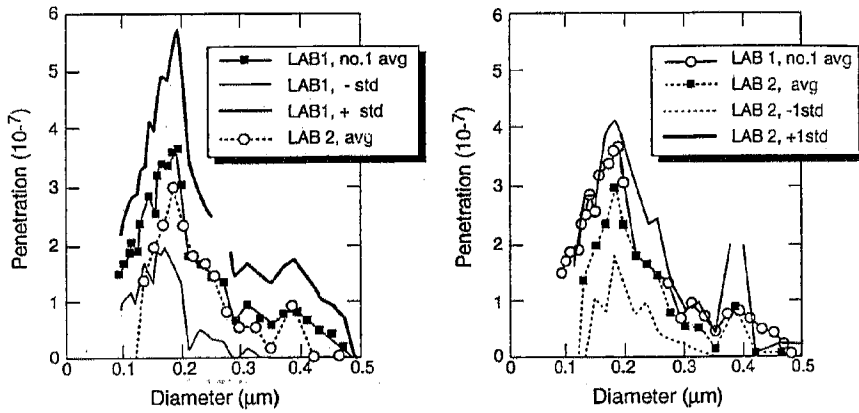 6
5
4
3
2
1
0
Penetration (10-7)
0
0.1
0.2
0.3
0.4
0.5
Diameter (µm)
LAB1, no.1 avg
LAB1, - std
LAB1, + std
LAB 2, avg
6
5
4
3
2
1
0
Penetration (10-7)
0
0.1
0.2
0.3
0.4
0.5
Diameter (µm)
LAB 1, no.1 avg
LAB 2, avg
LAB 2, -1std
LAB 2, +1std